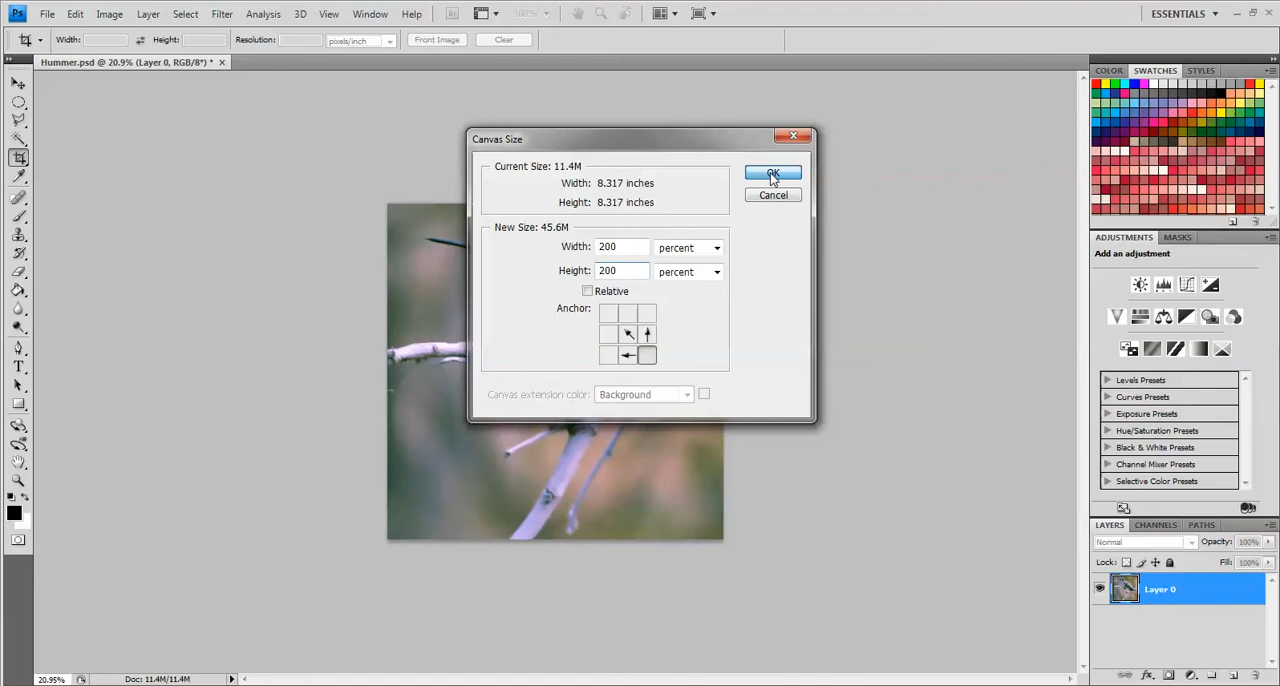 Ps File Edit Image Layer Select Filter Analysis 3D View Window Help Br 100% ESSENTIALS
Width: Height: Resolution: pixels/inch Front Image Clear
Hummer.psd @ 20.9% (Layer 0, RGB/8*) * x
COLOR SWATCHES STYLES
Canvas Size
Current Size: 11.4M
Width: 8.317 inches
Height: 8.317 inches
OK
Cancel
New Size: 45.6M
Width: 200 percent
Height: 200 percent
Relative
Anchor:
Canvas extension color: Background
ADJUSTMENTS MASKS
Add an adjustment
Levels Presets
Curves Presets
Exposure Presets
Hue/Saturation Presets
Black & White Presets
Channel Mixer Presets
Selective Color Presets
LAYERS CHANNELS PATHS
Normal Opacity: 100%
Lock: Fill: 100%
Layer 0
20.95% Doc: 11.4M/11.4M